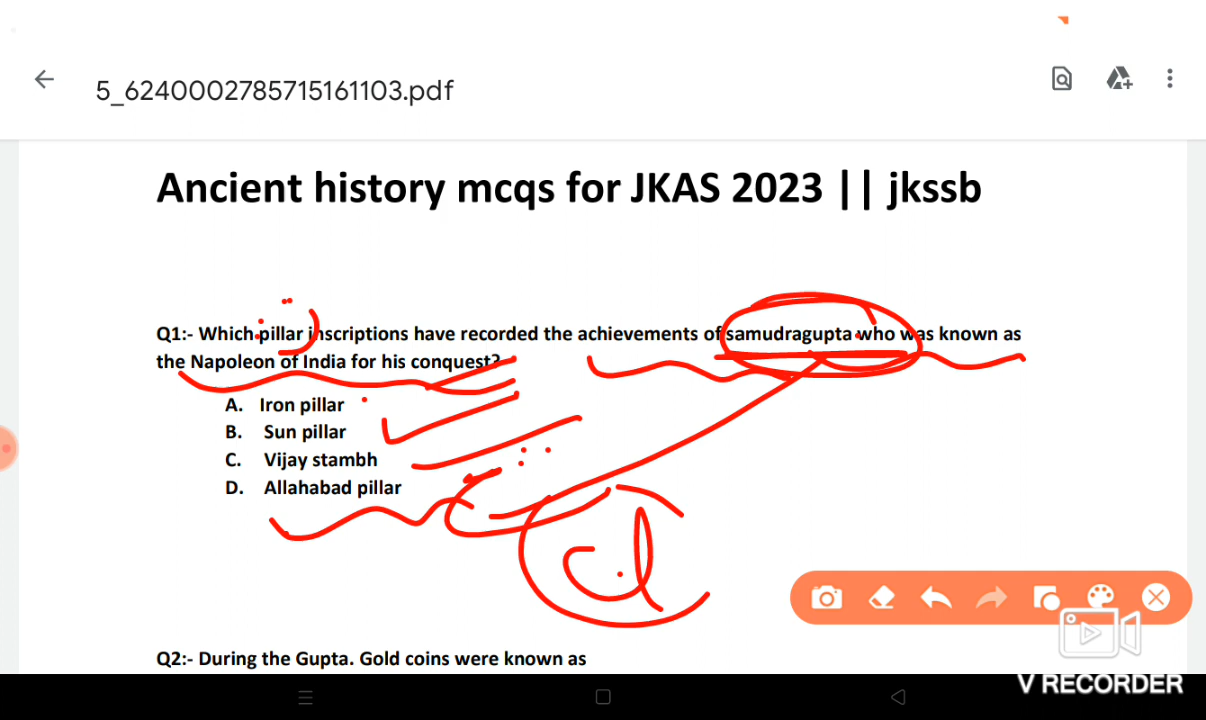 5_6240002785715161103.pdf
Ancient history mcqs for JKAS 2023 || jkssb
Q1:- Which pillar inscriptions have recorded the achievements of samudragupta who was known as
the Napoleon of India for his conquest?
A. Iron pillar
B. Sun pillar
C. Vijay stambh
D. Allahabad pillar
d
Q2:- During the Gupta. Gold coins were known as
V RECORDER